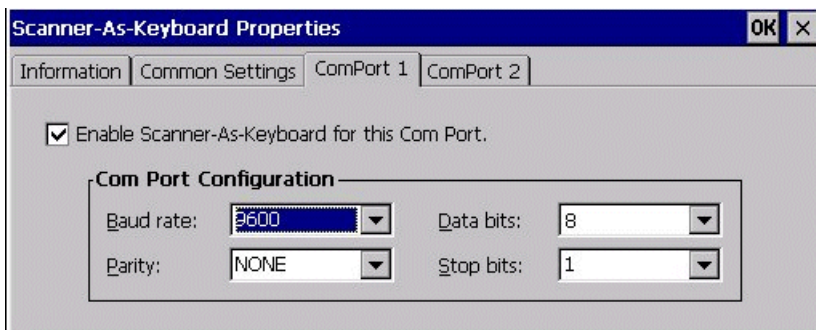 Scanner-As-Keyboard Properties OK ×
Information Common Settings ComPort 1 ComPort 2
Enable Scanner-As-Keyboard for this Com Port.
Com Port Configuration
Baud rate: 9600 Data bits: 8
Parity: NONE Stop bits: 1